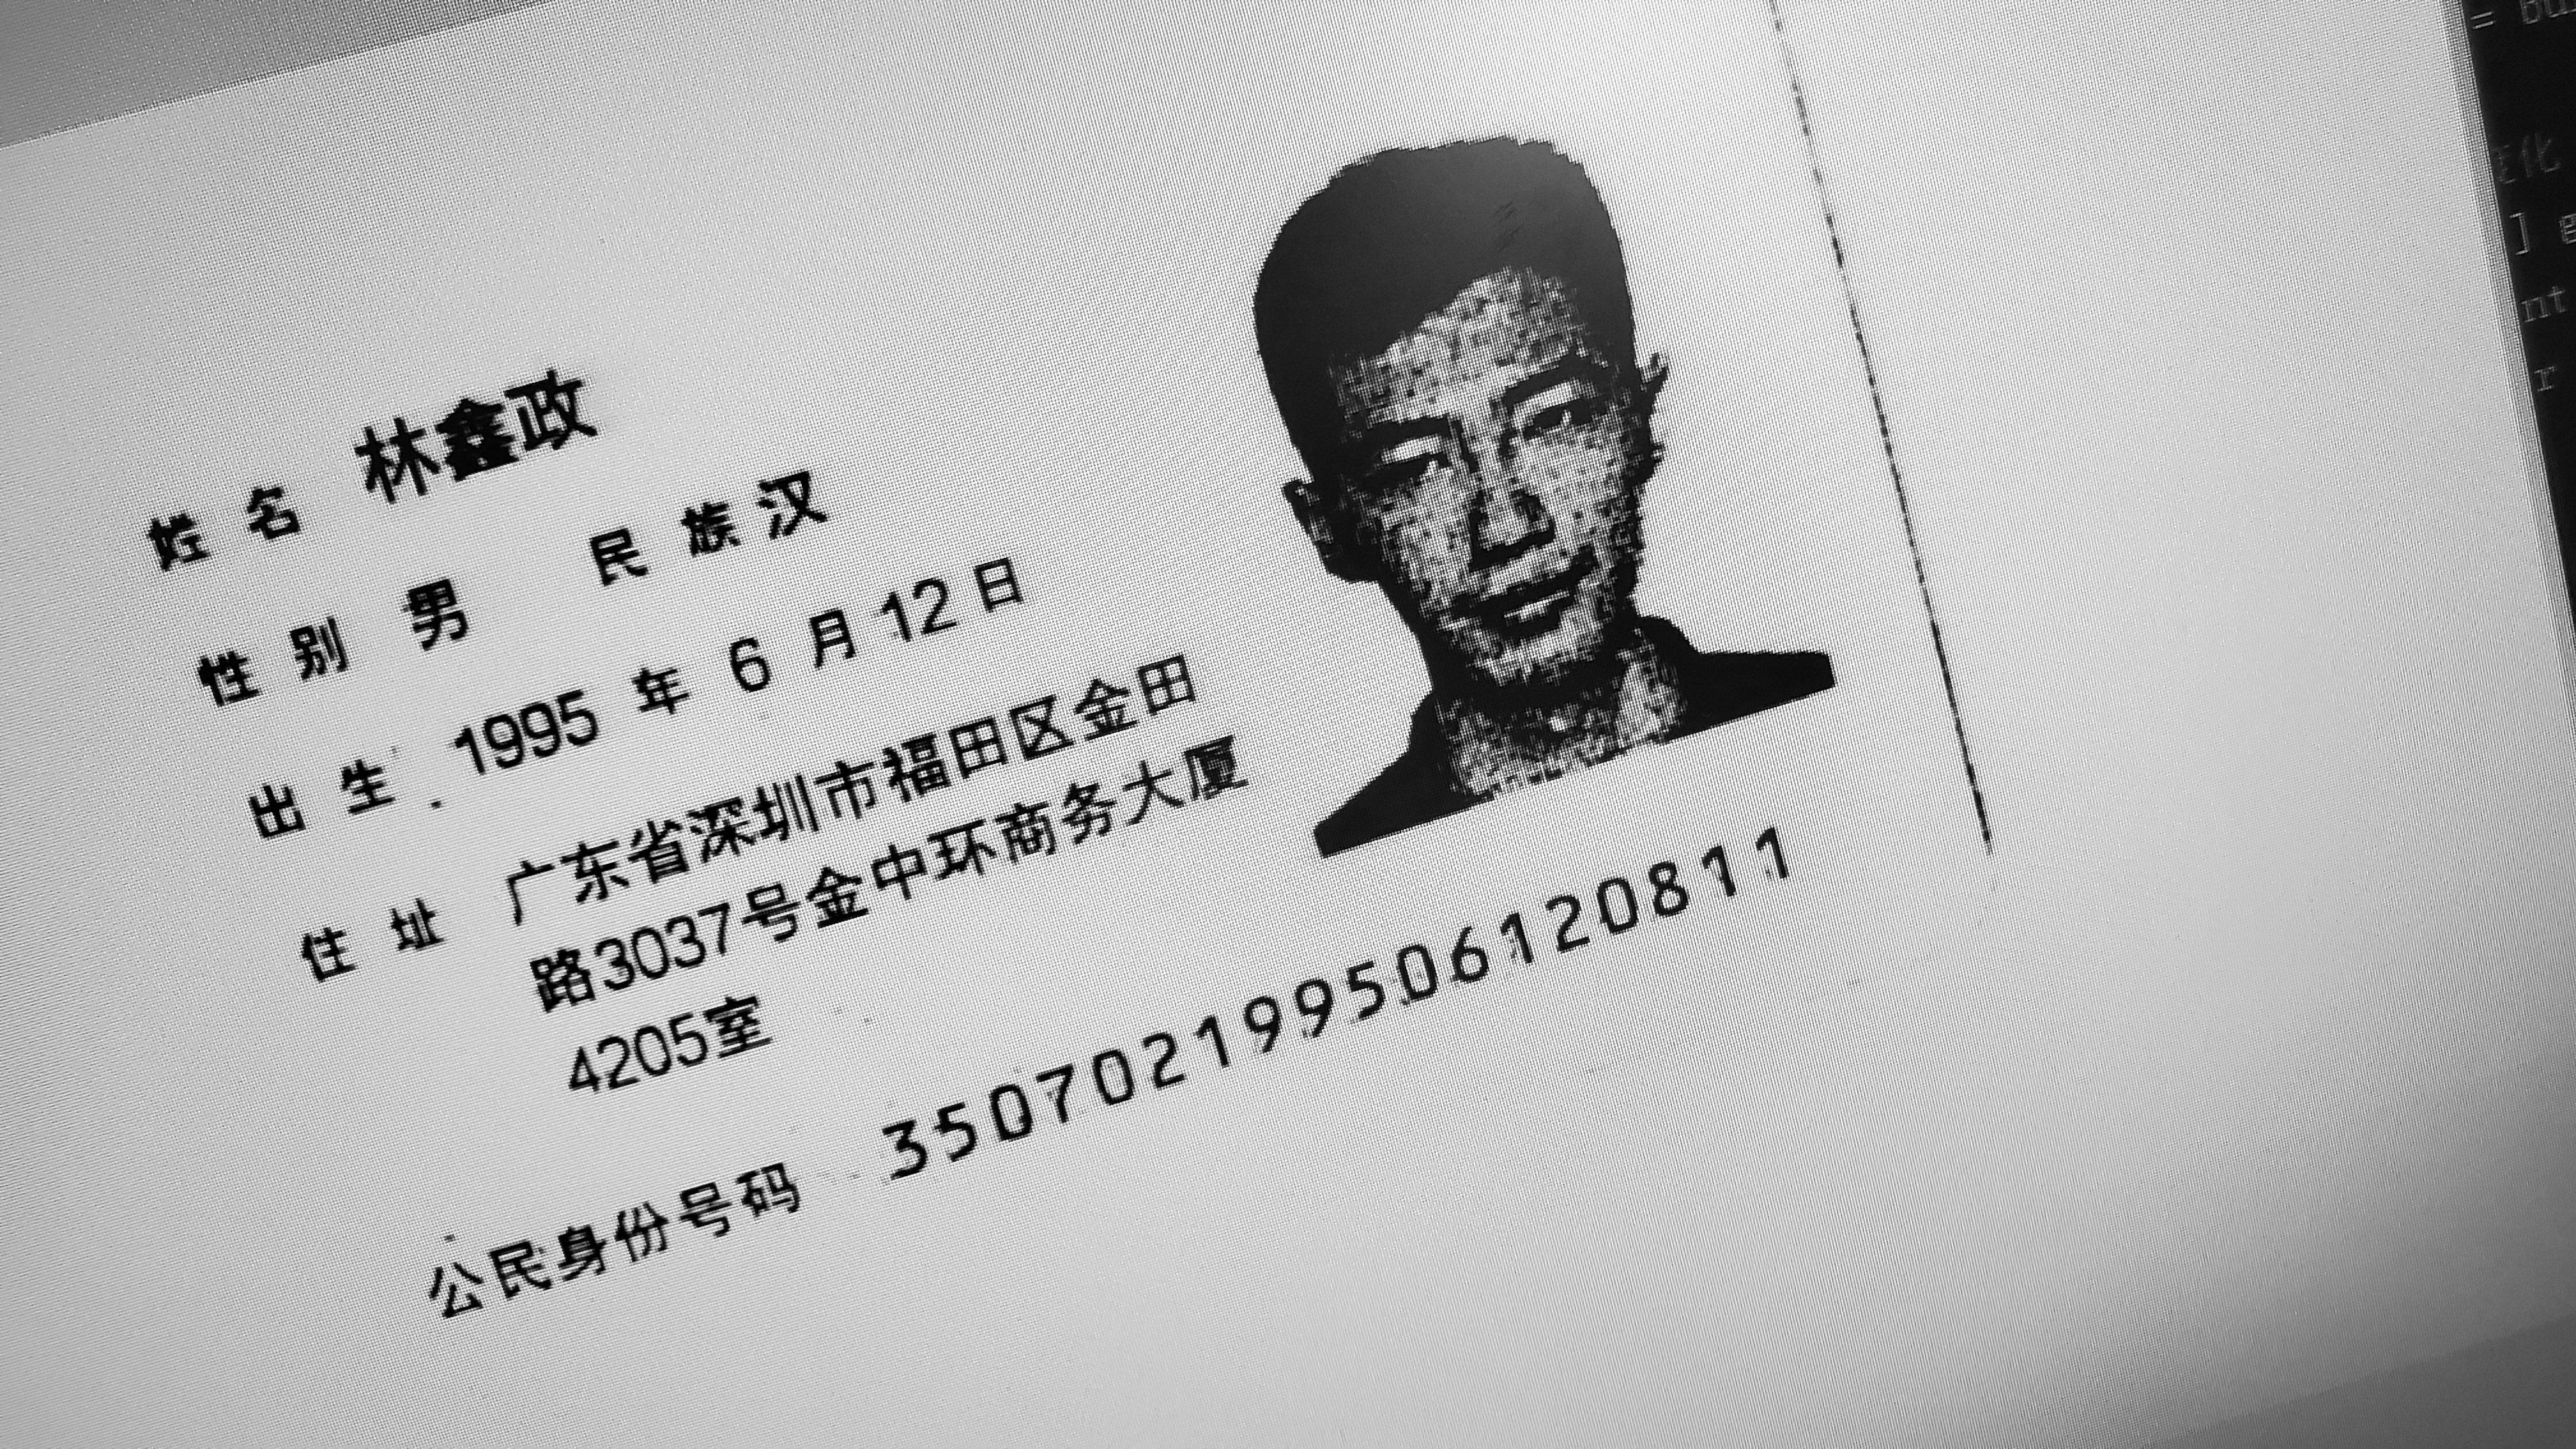 姓名 林鑫政
性别 男 民族 汉
出生 1995 年 6 月 12 日
住址 广东省深圳市福田区金田
路3037号金中环商务大厦
4205室
公民身份号码 350702199506120811
化
] g
nt
r